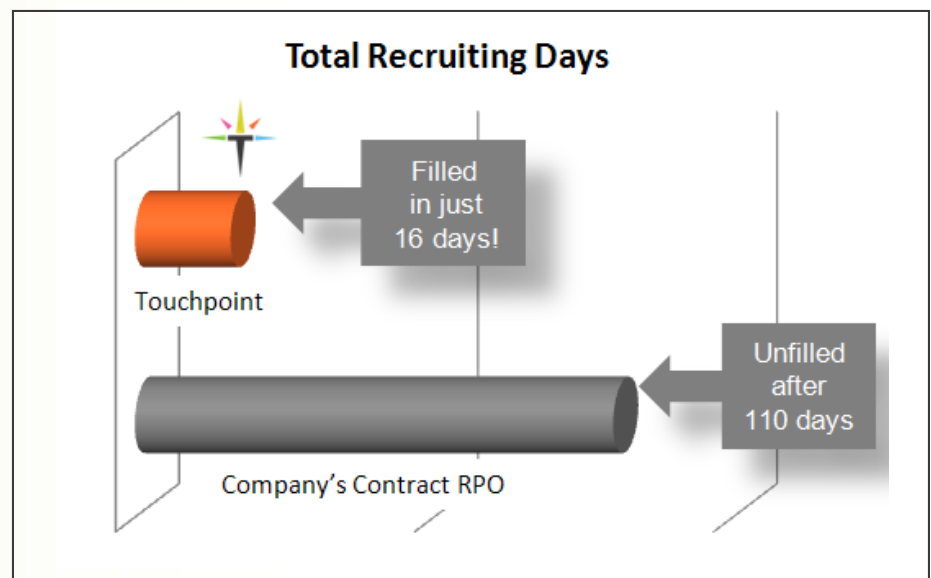 Total Recruiting Days
Filled
in just
16 days!
Touchpoint
Unfilled
after
110 days
Company’s Contract RPO